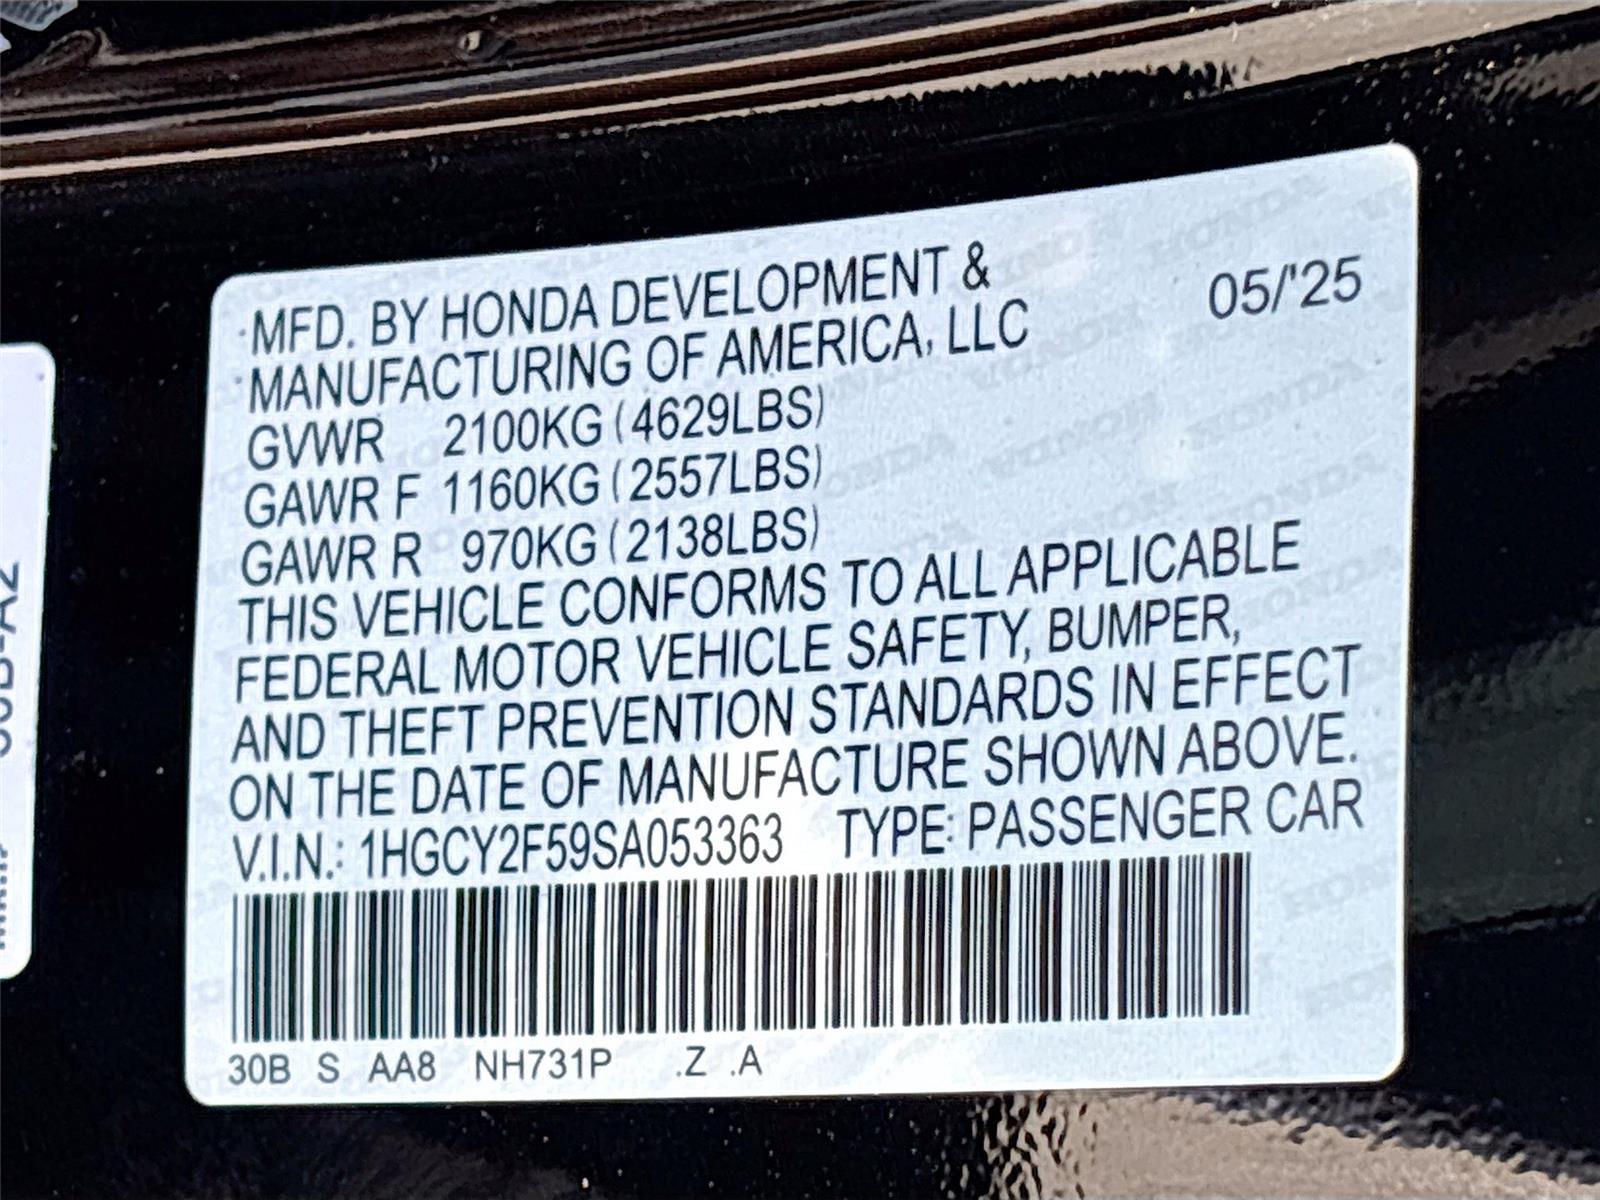 MFD. BY HONDA DEVELOPMENT &
MANUFACTURING OF AMERICA, LLC
05/'25
GVWR 2100KG (4629LBS)
GAWR F 1160KG (2557LBS)
GAWR R 970KG (2138LBS)
THIS VEHICLE CONFORMS TO ALL APPLICABLE
FEDERAL MOTOR VEHICLE SAFETY, BUMPER,
AND THEFT PREVENTION STANDARDS IN EFFECT
ON THE DATE OF MANUFACTURE SHOWN ABOVE.
V.I.N.: 1HGCY2F59SA053363 TYPE: PASSENGER CAR
30B S AA8 NH731P .Z .A